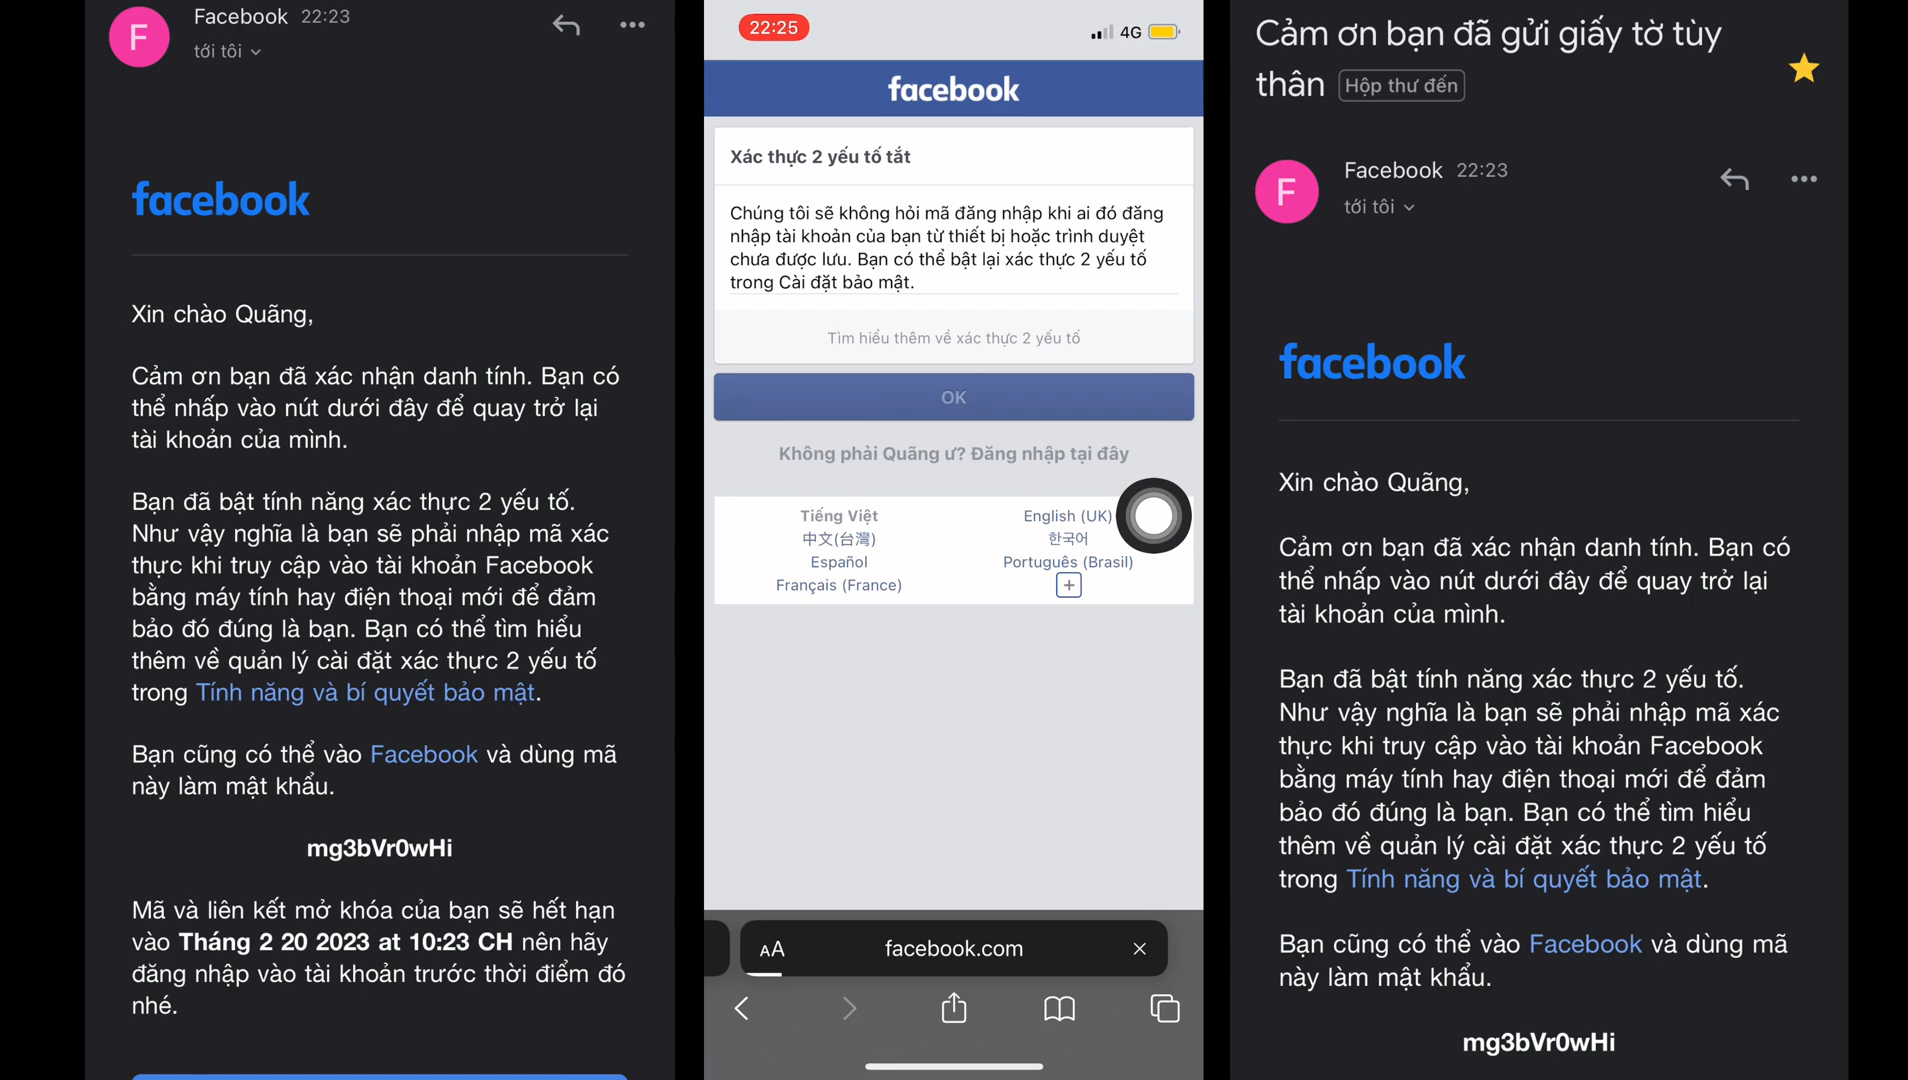 Facebook 22:23
tới tôi
F
facebook
Xin chào Quãng,
Cảm ơn bạn đã xác nhận danh tính. Bạn có
thể nhấp vào nút dưới đây để quay trở lại
tài khoản của mình.
Bạn đã bật tính năng xác thực 2 yếu tố.
Như vậy nghĩa là bạn sẽ phải nhập mã xác
thực khi truy cập vào tài khoản Facebook
bằng máy tính hay điện thoại mới để đảm
bảo đó đúng là bạn. Bạn có thể tìm hiểu
thêm về quản lý cài đặt xác thực 2 yếu tố
trong Tính năng và bí quyết bảo mật.
Bạn cũng có thể vào Facebook và dùng mã
này làm mật khẩu.
mg3bVr0wHi
Mã và liên kết mở khóa của bạn sẽ hết hạn
vào Tháng 2 20 2023 at 10:23 CH nên hãy
đăng nhập vào tài khoản trước thời điểm đó
nhé.
22:25
4G
facebook
Xác thực 2 yếu tố tắt
Chúng tôi sẽ không hỏi mã đăng nhập khi ai đó đăng
nhập tài khoản của bạn từ thiết bị hoặc trình duyệt
chưa được lưu. Bạn có thể bật lại xác thực 2 yếu tố
trong Cài đặt bảo mật.
Tìm hiểu thêm về xác thực 2 yếu tố
OK
Không phải Quãng ư? Đăng nhập tại đây
Tiếng Việt
中文(台灣)
Español
Français (France)
English (UK)
한국어
Português (Brasil)
AA facebook.com
Cảm ơn bạn đã gửi giấy tờ tùy
thân Hộp thư đến
F
Facebook 22:23
tới tôi
facebook
Xin chào Quãng,
Cảm ơn bạn đã xác nhận danh tính. Bạn có
thể nhấp vào nút dưới đây để quay trở lại
tài khoản của mình.
Bạn đã bật tính năng xác thực 2 yếu tố.
Như vậy nghĩa là bạn sẽ phải nhập mã xác
thực khi truy cập vào tài khoản Facebook
bằng máy tính hay điện thoại mới để đảm
bảo đó đúng là bạn. Bạn có thể tìm hiểu
thêm về quản lý cài đặt xác thực 2 yếu tố
trong Tính năng và bí quyết bảo mật.
Bạn cũng có thể vào Facebook và dùng mã
này làm mật khẩu.
mg3bVr0wHi